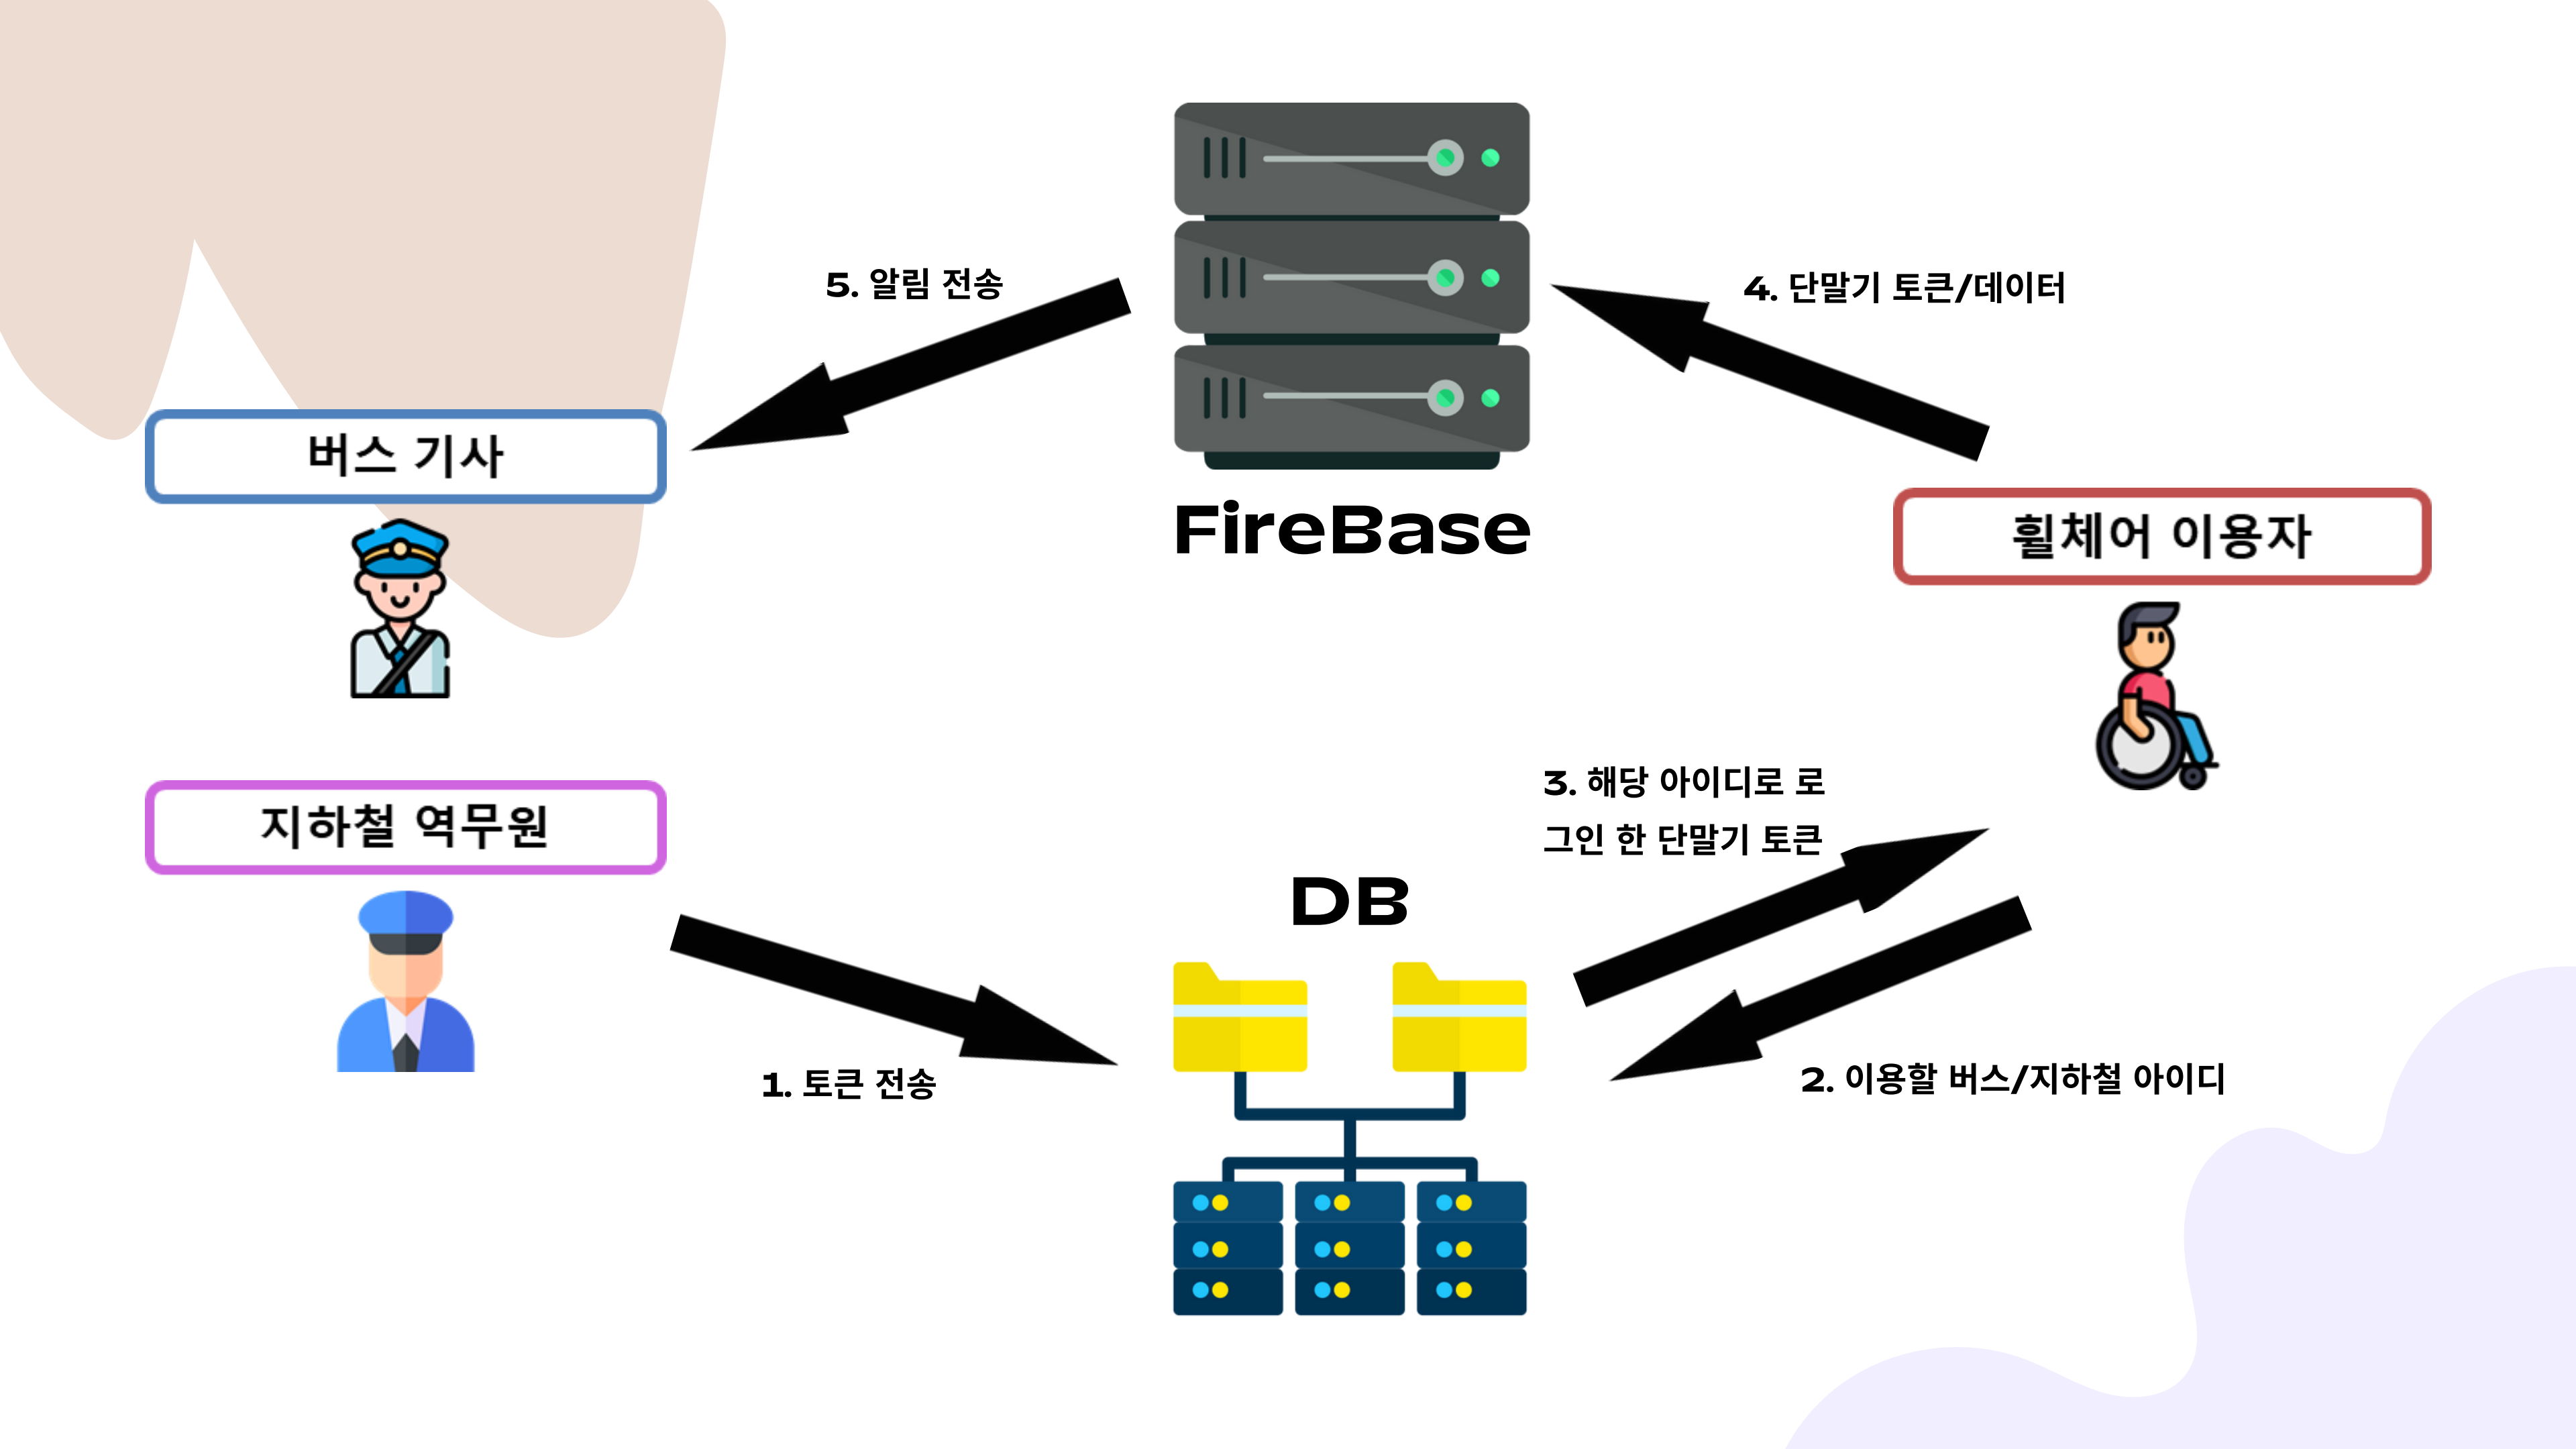 5. 알림 전송
4. 단말기 토큰/데이터
버스 기사
FireBase
휠체어 이용자
지하철 역무원
3. 해당 아이디로 로
그인 한 단말기 토큰
DB
1. 토큰 전송
2. 이용할 버스/지하철 아이디